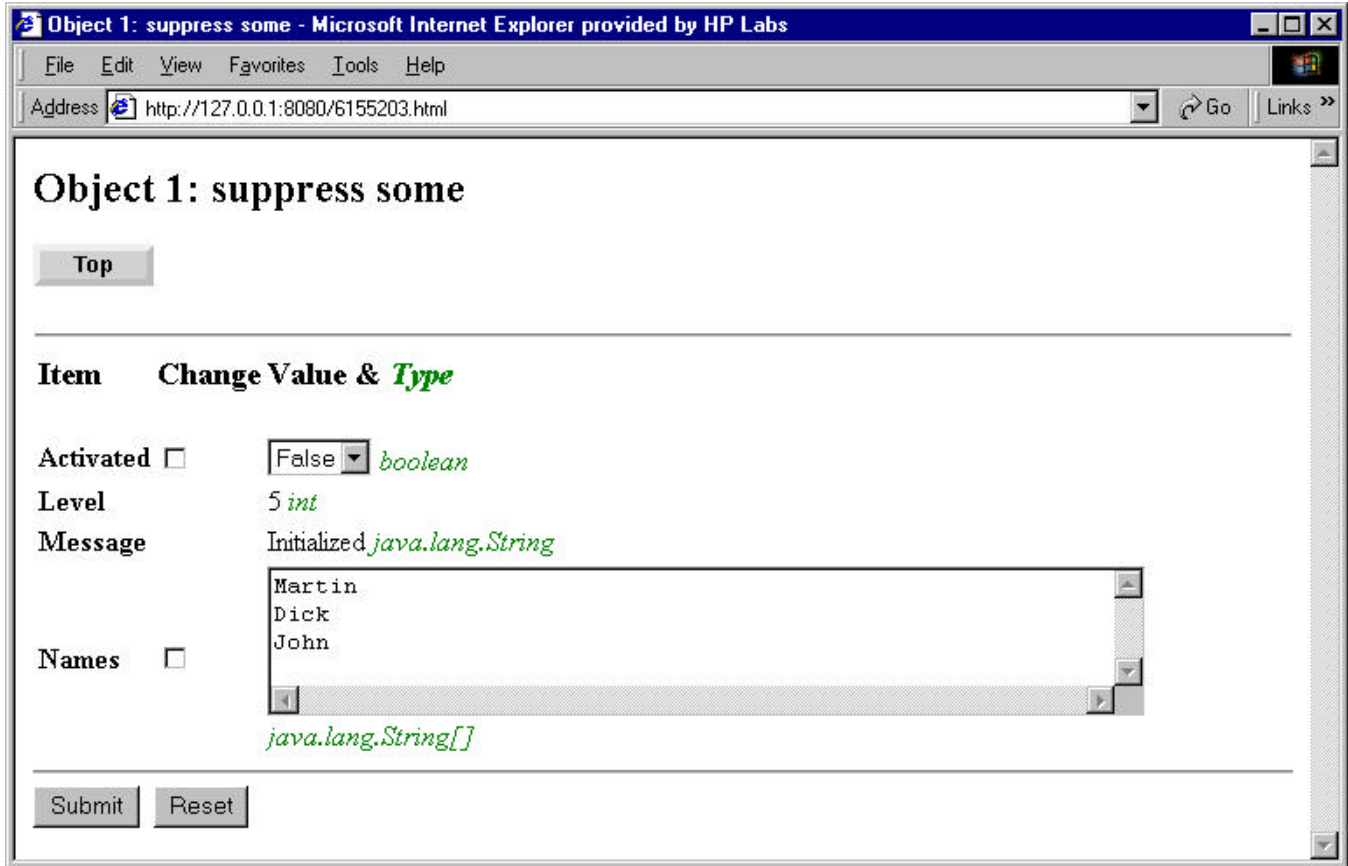 Object 1: suppress some - Microsoft Internet Explorer provided by HP Labs
File Edit View Favorites Tools Help
Address http://127.0.0.1:8080/6155203.html Go Links »
Object 1: suppress some
Top
Item Change Value & Type
Activated False boolean
Level 5 int
Message Initialized java.lang.String
Martin
Dick
John
Names
java.lang.String[]
Submit Reset